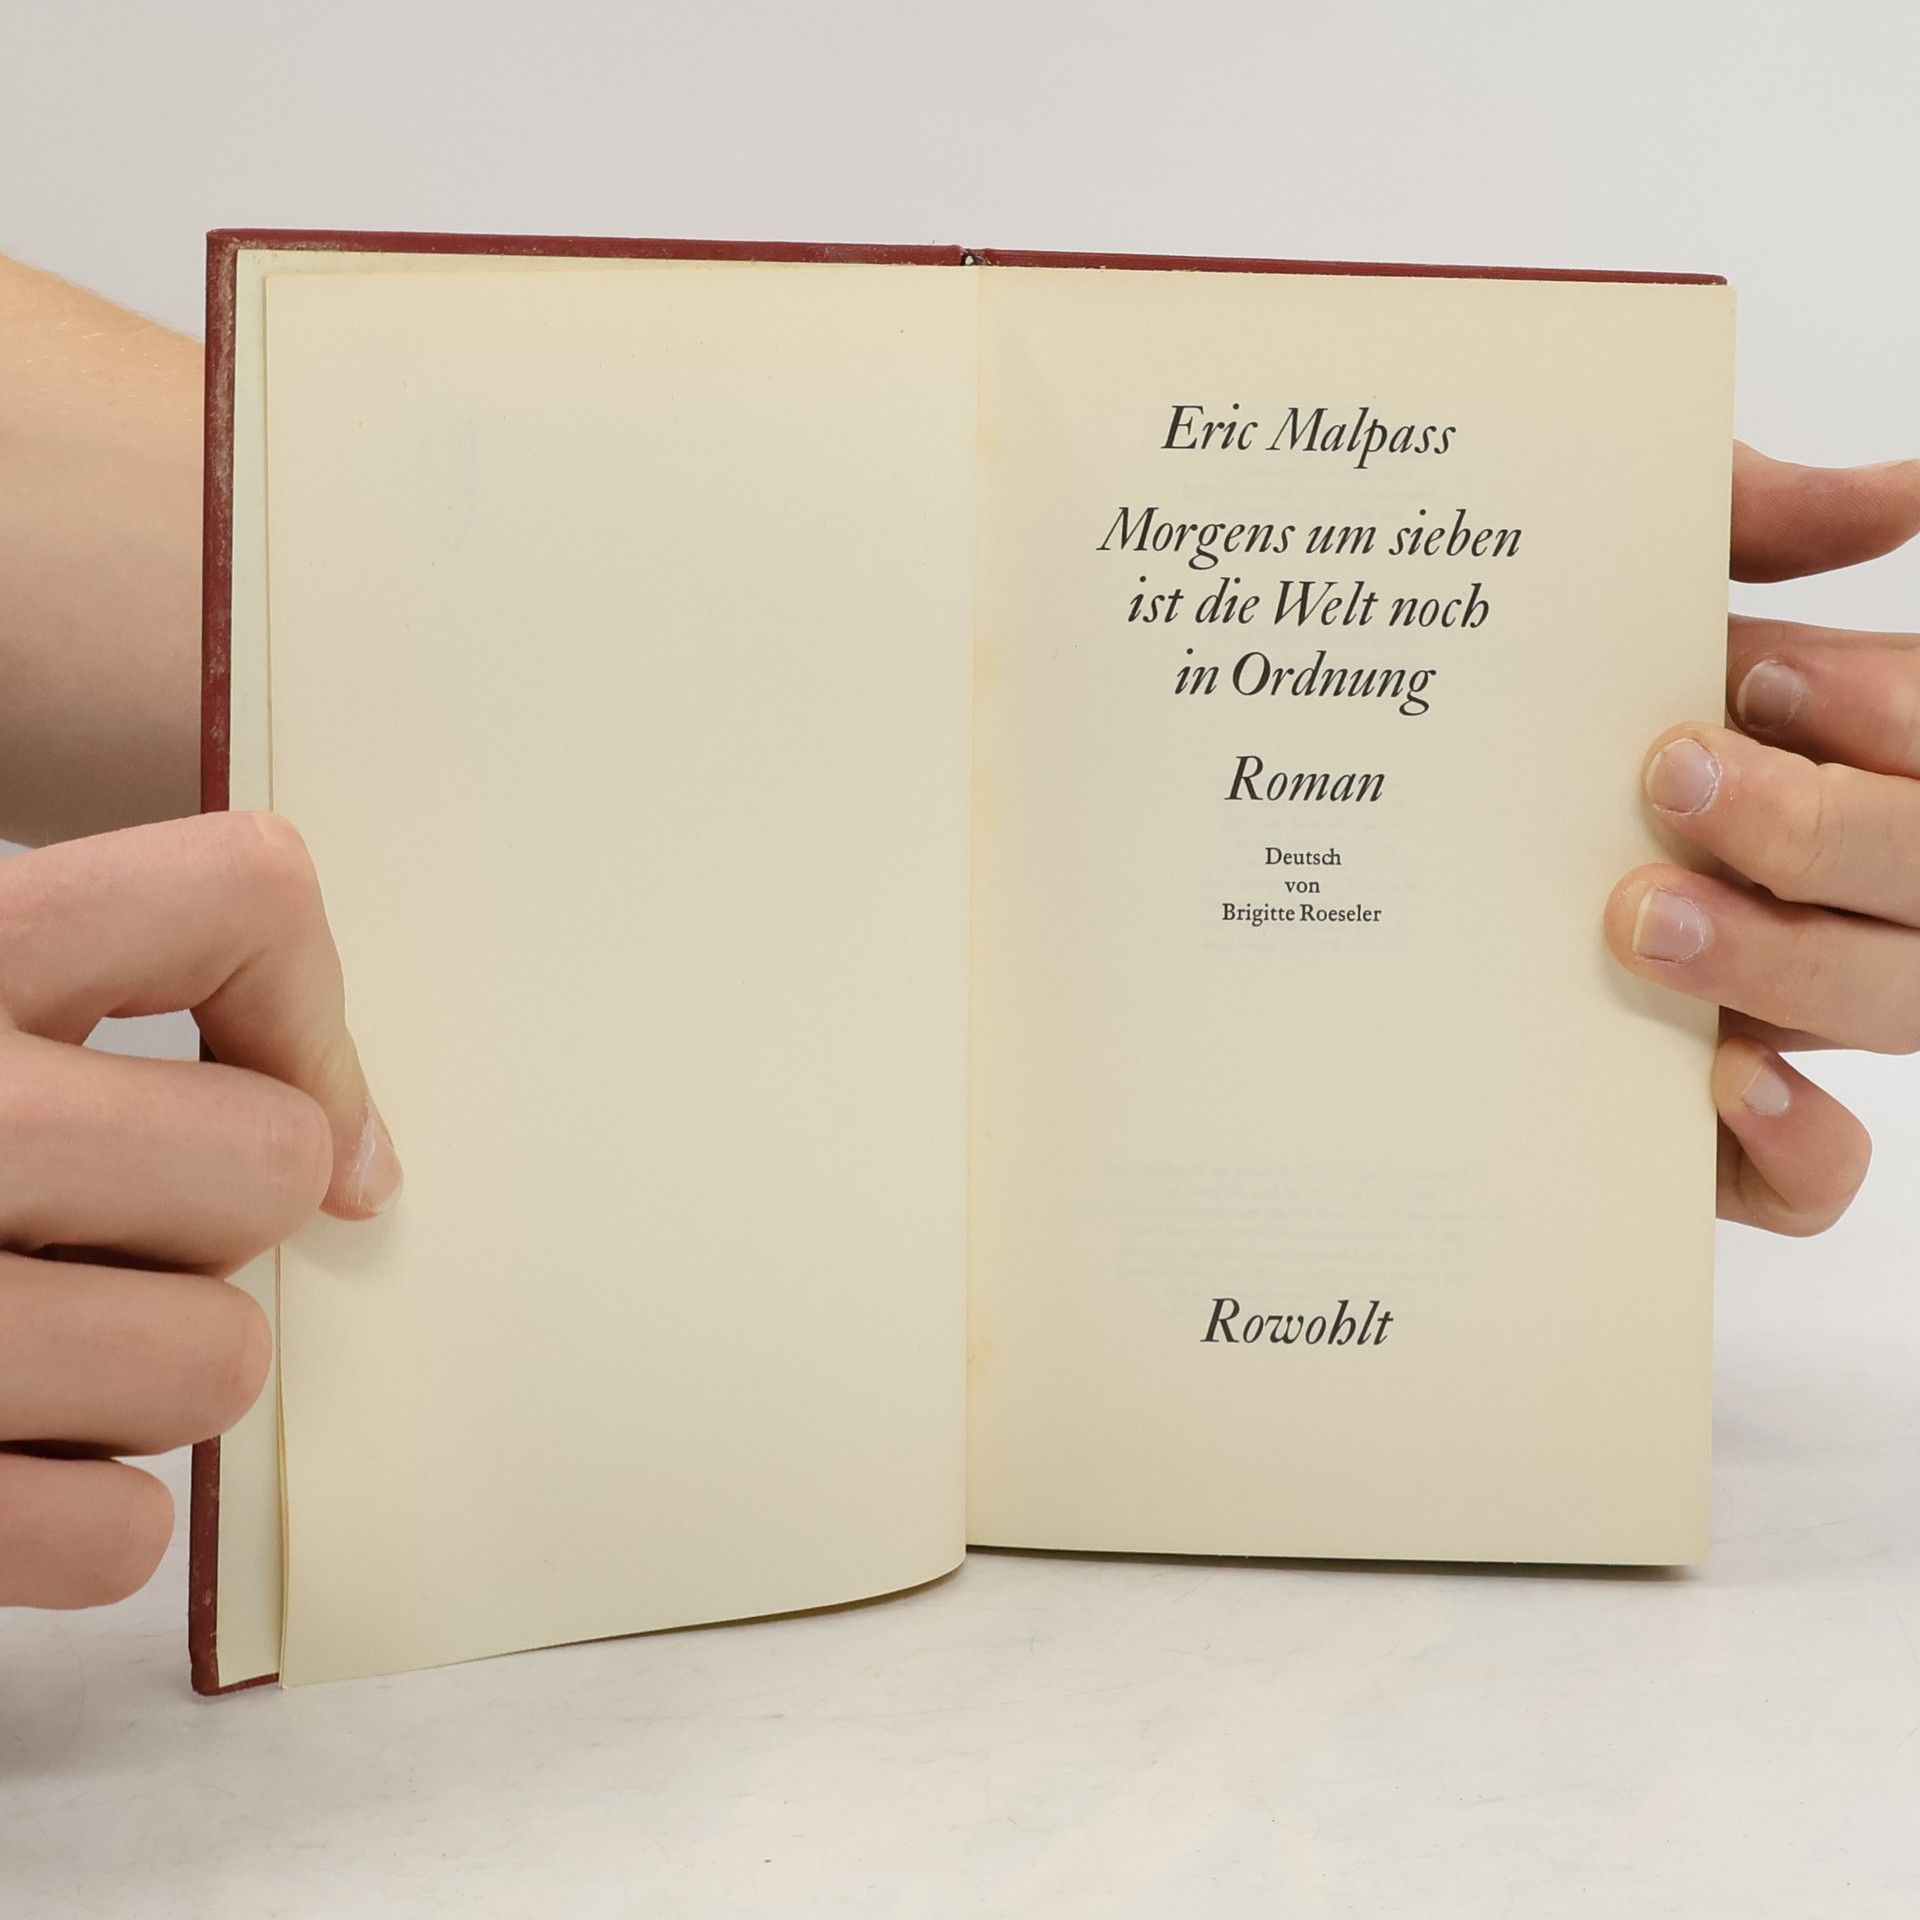 Eric Malpass
Morgens um sieben
ist die Welt noch
in Ordnung
Roman
Deutsch
von
Brigitte Roeseler
Rowohlt